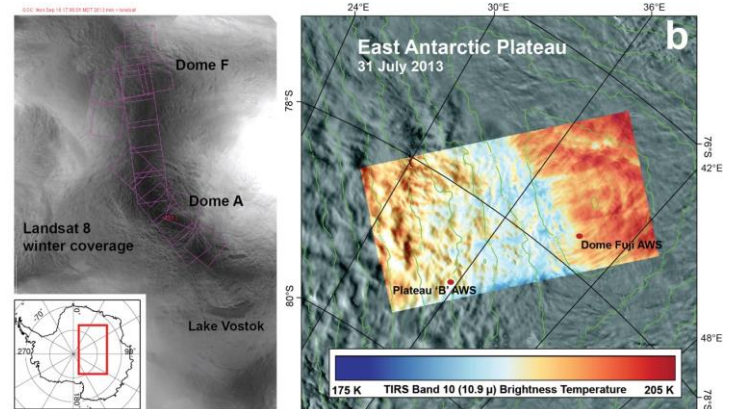 Dome F
Dome A
Landsat 8
winter coverage
Lake Vostok
-70°
0°
270°
90°
180°
24°E
30°E
36°E
b
East Antarctic Plateau
31 July 2013
78°S
76°S
42°E
Dome Fuji AWS
Plateau 'B' AWS
80°S
48°E
175 K
TIRS Band 10 (10.9 µ) Brightness Temperature
205 K
78°S